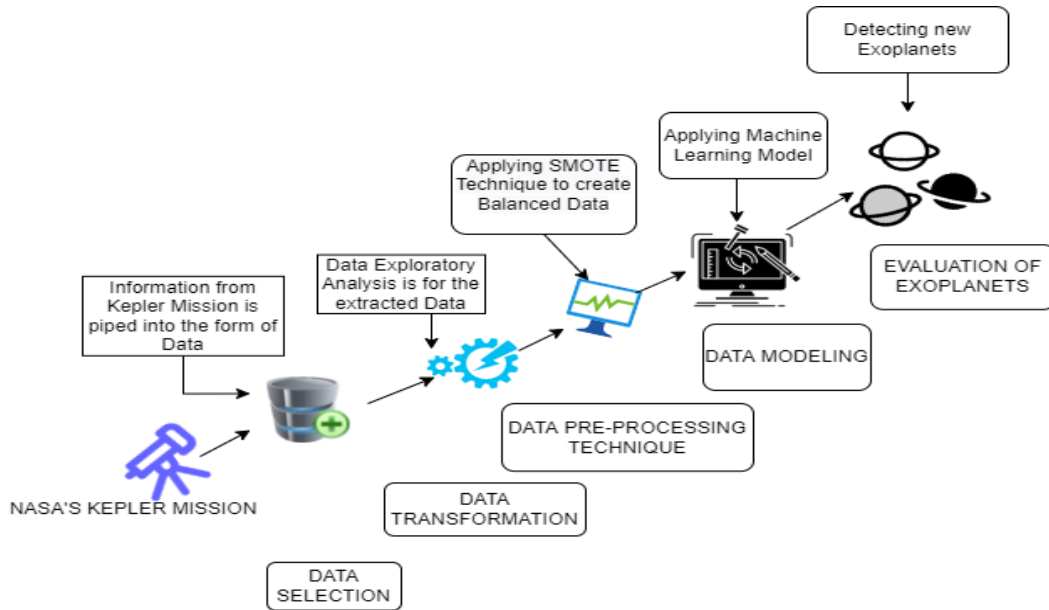 Detecting new
Exoplanets
Applying Machine
Learning Model
Applying SMOTE
Technique to create
Balanced Data
Data Exploratory
Analysis is for the
extracted Data
Information from
Kepler Mission is
piped into the form of
Data
EVALUATION OF
EXOPLANETS
DATA MODELING
DATA PRE-PROCESSING
TECHNIQUE
DATA
TRANSFORMATION
NASA'S KEPLER MISSION
DATA
SELECTION